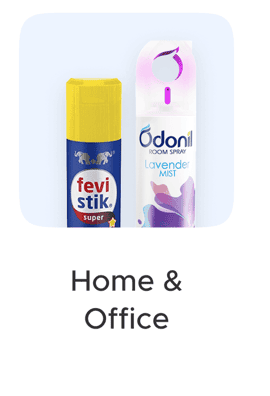 fevi
stik
super
Odonil
ROOM SPRAY
Lavender
MIST
Home &
Office